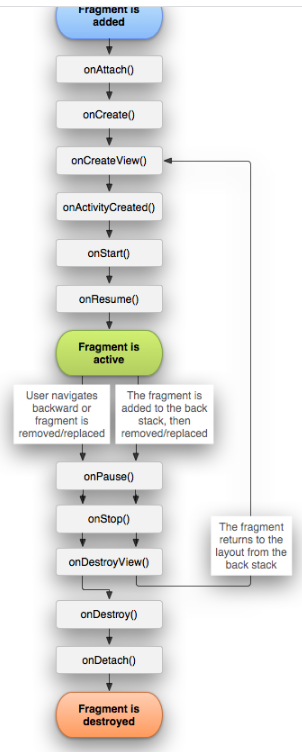 Fragment is
added
onAttach()
onCreate()
onCreateView()
onActivityCreated()
onStart()
onResume()
Fragment is
active
User navigates
backward or
fragment is
removed/replaced
The fragment is
added to the back
stack, then
removed/replaced
onPause()
onStop()
onDestroyView()
The fragment
returns to the
layout from the
back stack
onDestroy()
onDetach()
Fragment is
destroyed